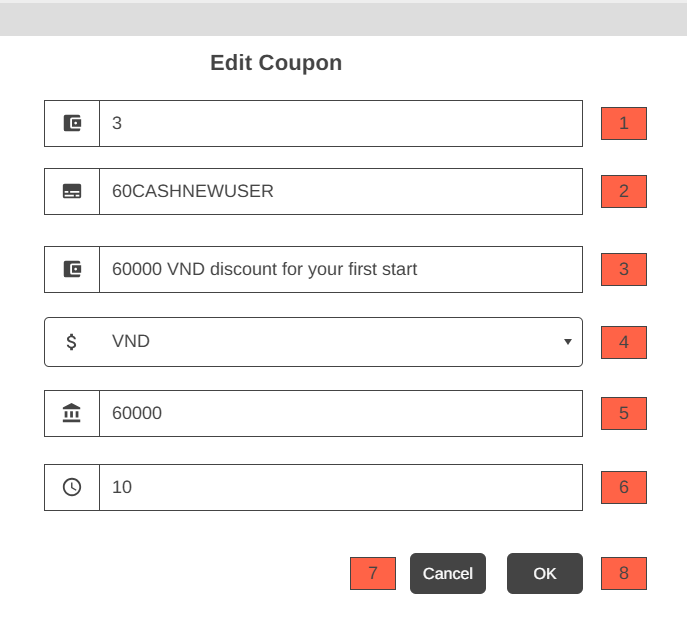 Edit Coupon
3 1
60CASHNEWUSER 2
60000 VND discount for your first start 3
$ VND 4
60000 5
10 6
7 Cancel OK 8